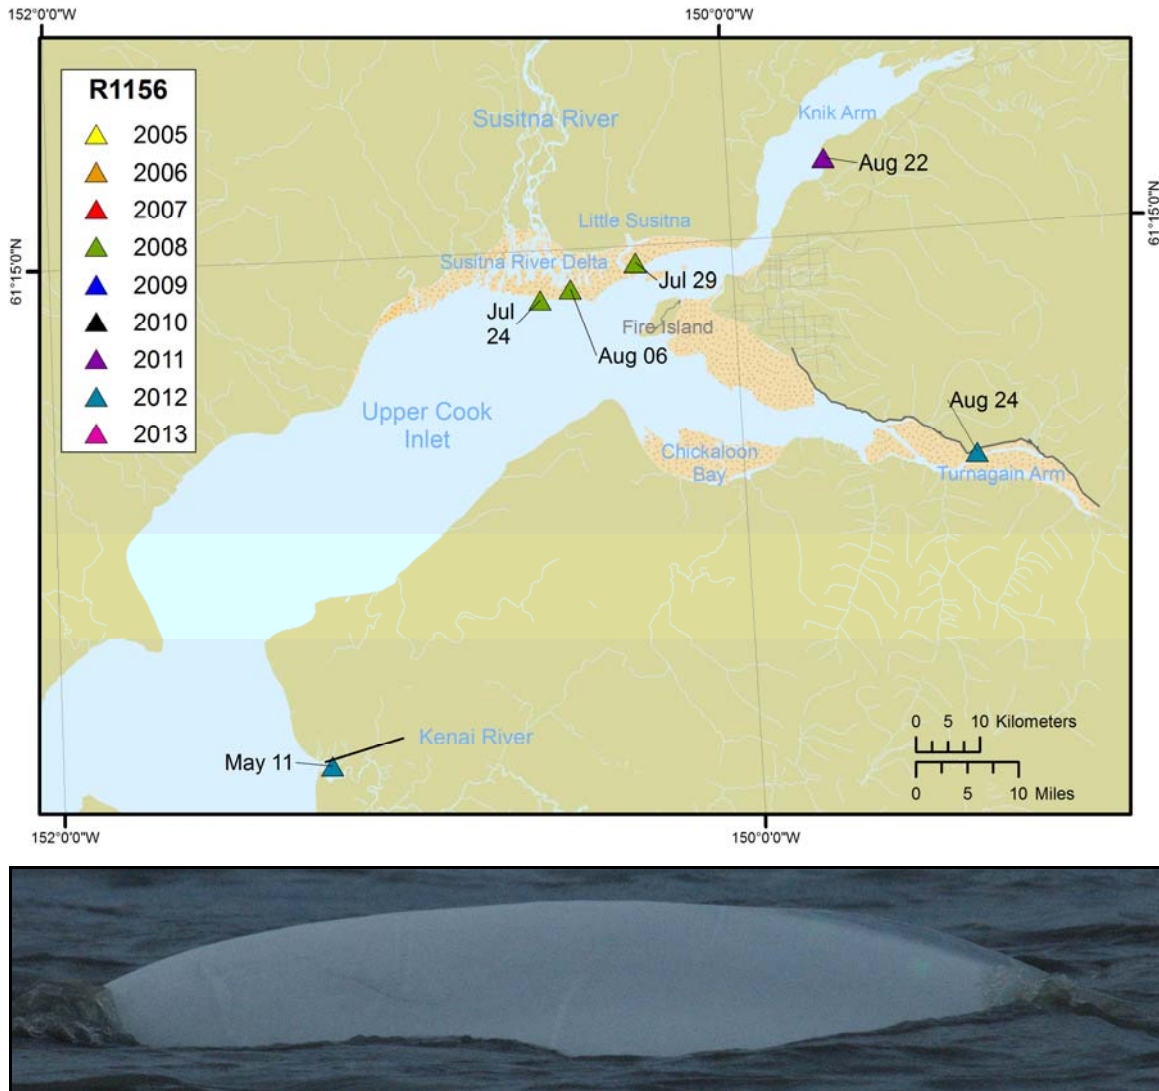 152°0'0"W
150°0'0"W
R1156
2005
2006
2007
2008
2009
2010
2011
2012
2013
Susitna River
Knik Arm
Aug 22
61°15'0"N
61°15'0"N
Little Susitna
Susitna River Delta
Jul 29
Jul
24
Fire Island
Aug 06
Upper Cook
Inlet
Aug 24
Chickaloon
Bay
Turnagain Arm
0 5 10 Kilometers
0 5 10 Miles
Kenai River
May 11
152°0'0"W
150°0'0"W